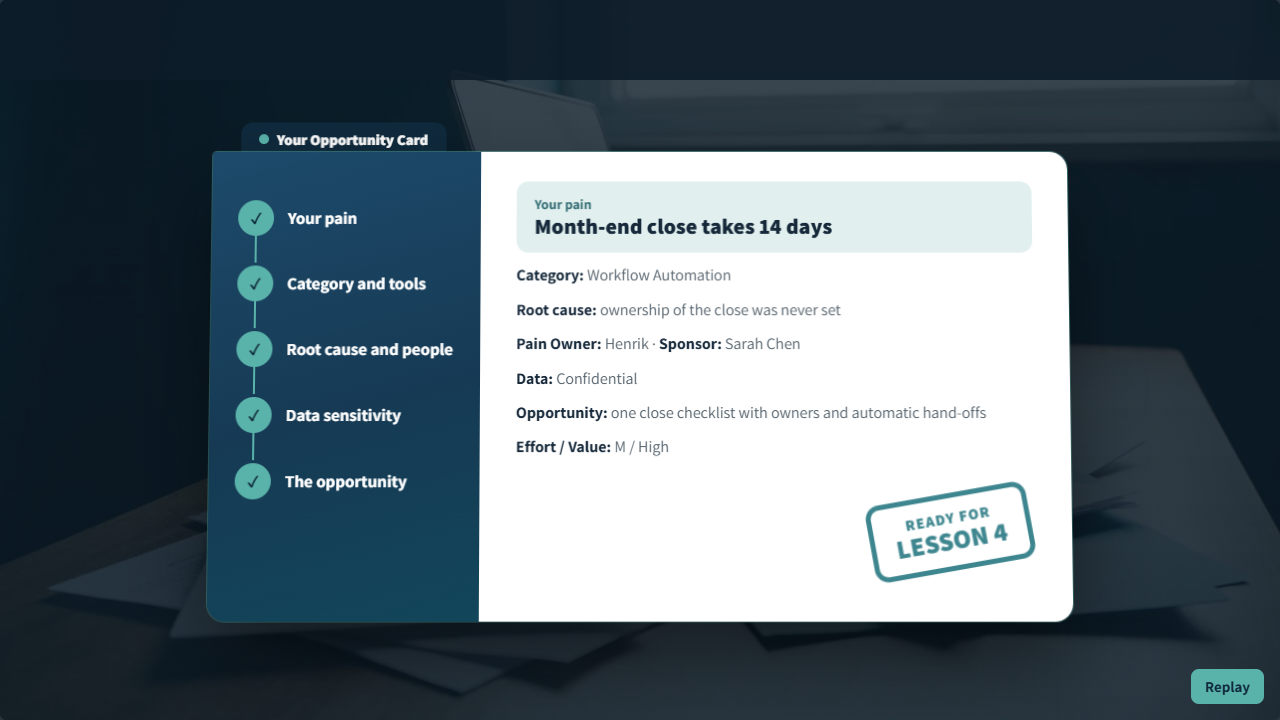 Your Opportunity Card
✓ Your pain
✓ Category and tools
✓ Root cause and people
✓ Data sensitivity
✓ The opportunity
Your pain
Month-end close takes 14 days
Category: Workflow Automation
Root cause: ownership of the close was never set
Pain Owner: Henrik · Sponsor: Sarah Chen
Data: Confidential
Opportunity: one close checklist with owners and automatic hand-offs
Effort / Value: M / High
READY FOR
LESSON 4
Replay